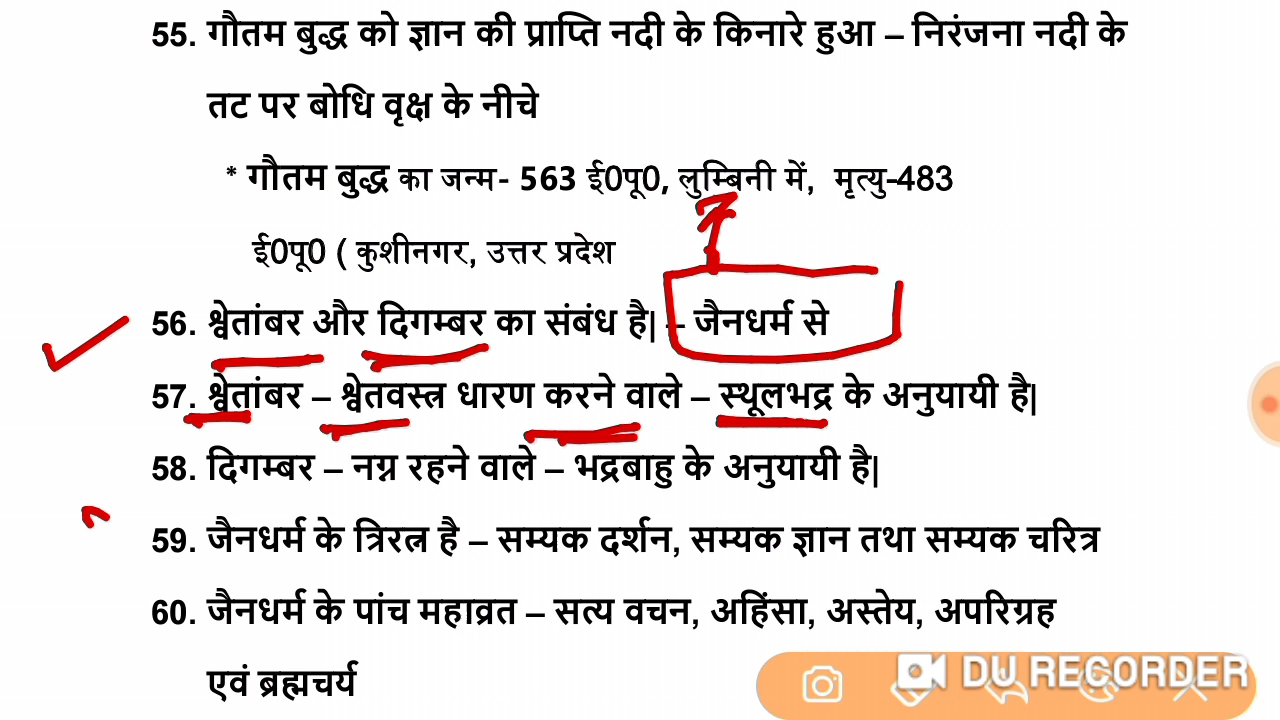 55. गौतम बुद्ध को ज्ञान की प्राप्ति नदी के किनारे हुआ – निरंजना नदी के
तट पर बोधि वृक्ष के नीचे
* गौतम बुद्ध का जन्म- 563 ई0पू0, लुम्बिनी में, मृत्यु-483
ई0पू0 ( कुशीनगर, उत्तर प्रदेश
56. श्वेतांबर और दिगम्बर का संबंध है| – जैनधर्म से
57. श्वेतांबर – श्वेतवस्त्र धारण करने वाले – स्थूलभद्र के अनुयायी है|
58. दिगम्बर – नग्न रहने वाले – भद्रबाहु के अनुयायी है|
59. जैनधर्म के त्रिरत्न है – सम्यक दर्शन, सम्यक ज्ञान तथा सम्यक चरित्र
60. जैनधर्म के पांच महाव्रत – सत्य वचन, अहिंसा, अस्तेय, अपरिग्रह
एवं ब्रह्मचर्य
DU RECORDER